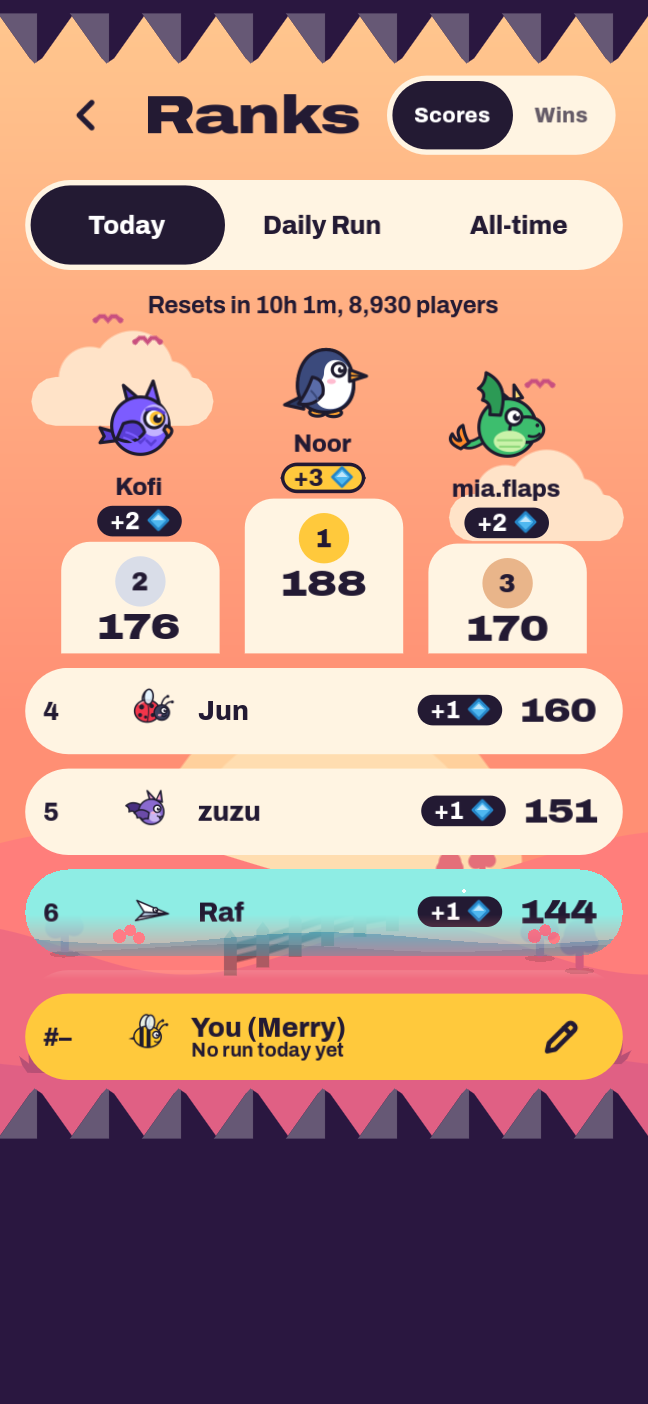 Ranks
Scores
Wins
Today
Daily Run
All-time
Resets in 10h 1m, 8,930 players
Noor
+3
1
188
Kofi
+2
2
176
mia.flaps
+2
3
170
4 Jun +1 160
5 zuzu +1 151
6 Raf +1 144
#– You (Merry)
No run today yet